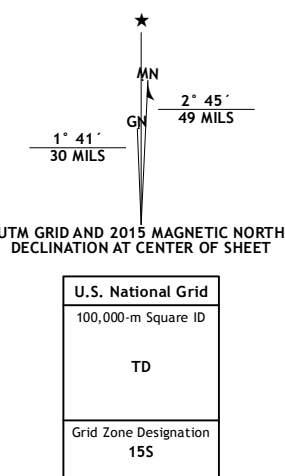 ★
MN
GN
2° 45´
49 MILS
1° 41´
30 MILS
UTM GRID AND 2015 MAGNETIC NORTH
DECLINATION AT CENTER OF SHEET
U.S. National Grid
100,000-m Square ID
TD
Grid Zone Designation
15S